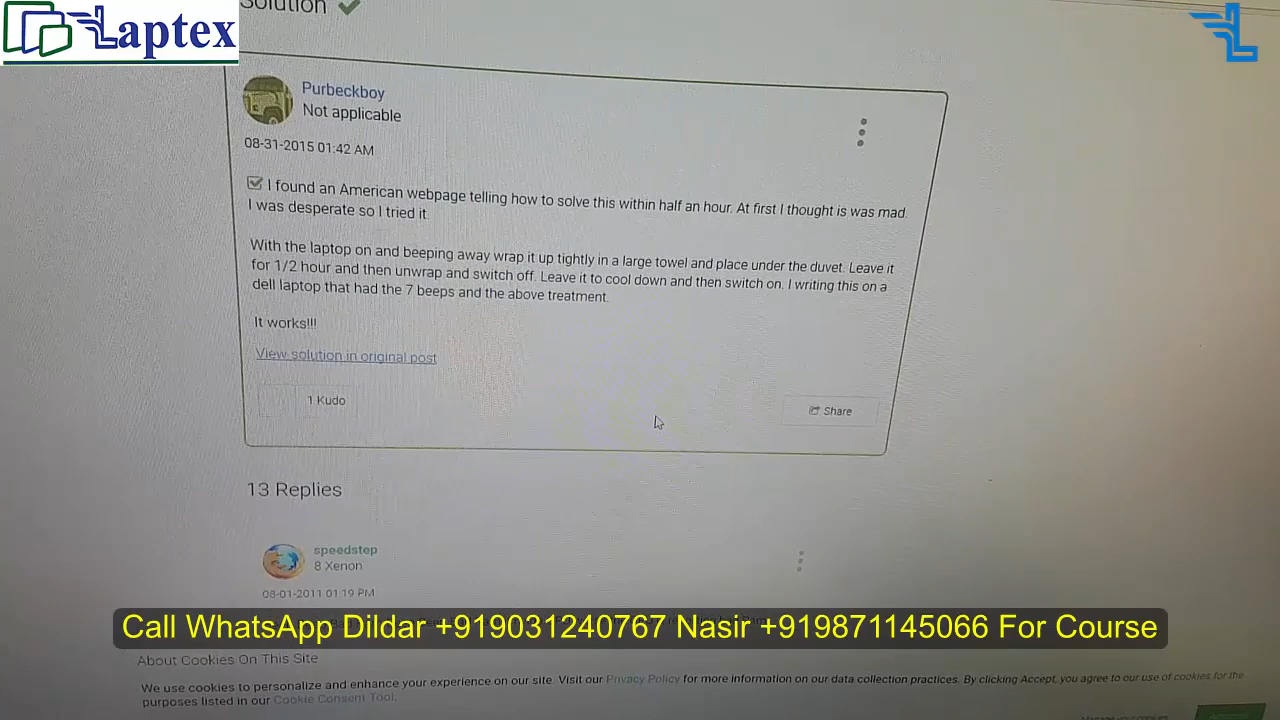 Solution
Laptex
Purbeckboy
Not applicable
08-31-2015 01:42 AM
I found an American webpage telling how to solve this within half an hour. At first I thought is was mad.
I was desperate so I tried it.
With the laptop on and beeping away wrap it up tightly in a large towel and place under the duvet. Leave it
for 1/2 hour and then unwrap and switch off. Leave it to cool down and then switch on. I writing this on a
dell laptop that had the 7 beeps and the above treatment.
It works!!!
View solution in original post
1 Kudo
Share
13 Replies
speedstep
8 Xenon
08-01-2011 01:19 PM
Call WhatsApp Dildar +919031240767 Nasir +919871145066 For Course
About Cookies On This Site
We use cookies to personalize and enhance your experience on our site. Visit our Privacy Policy for more information on our data collection practices. By clicking Accept, you agree to our use of cookies for the
purposes listed in our Cookie Consent Tool.